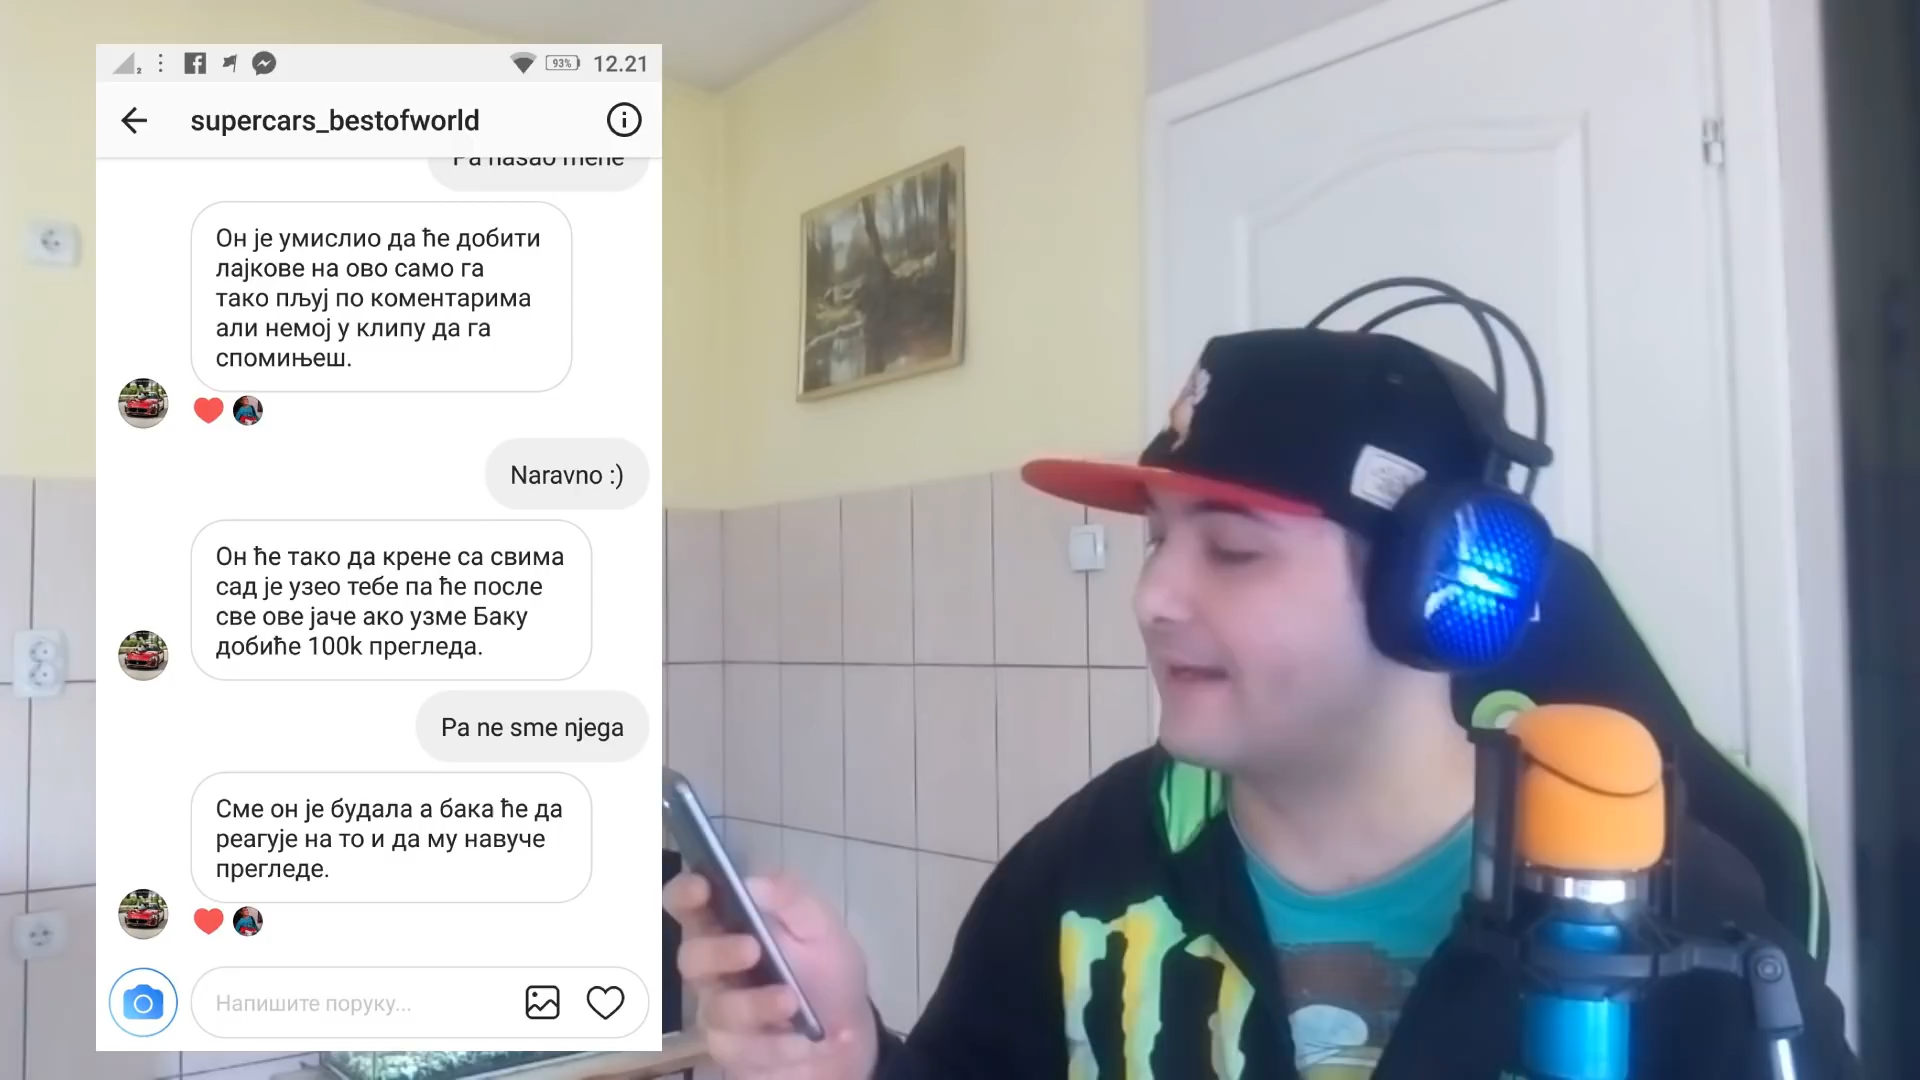 93% 12.21
supercars_bestofworld
Pa nasao mene
Он је умислио да ће добити
лајкове на ово само га
тако пљуј по коментарима
али немој у клипу да га
спомињеш.
Naravno :)
Он ће тако да крене са свима
сад је узео тебе па ће после
све ове јаче ако узме Баку
добиће 100k прегледа.
Pa ne sme njega
Сме он је будала а бака ће да
реагује на то и да му навуче
прегледе.
Напишите поруку...